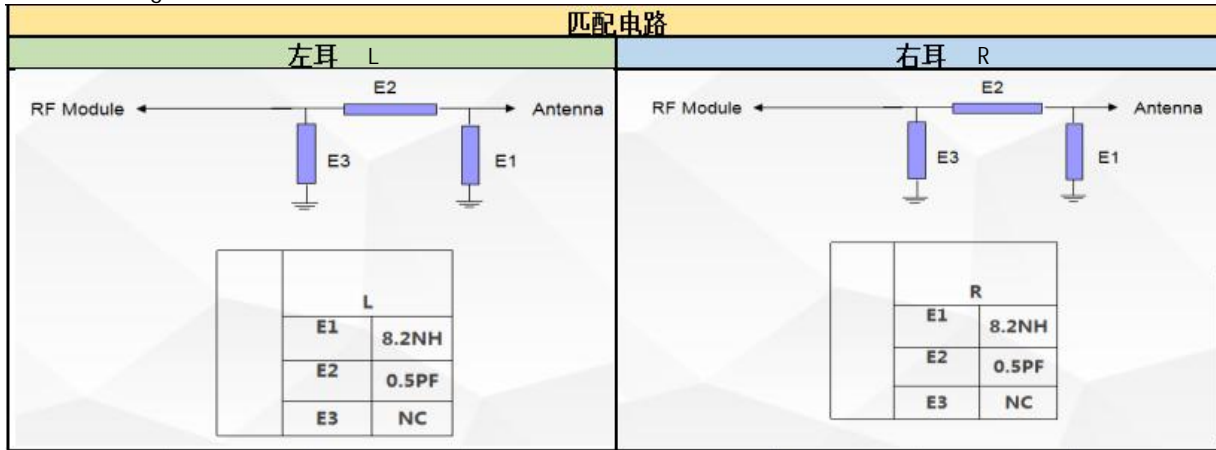 匹配电路
左耳 L
右耳 R
E2
RF Module
Antenna
E3
E1
L
E1 8.2NH
E2 0.5PF
E3 NC
E2
RF Module
Antenna
E3
E1
R
E1 8.2NH
E2 0.5PF
E3 NC